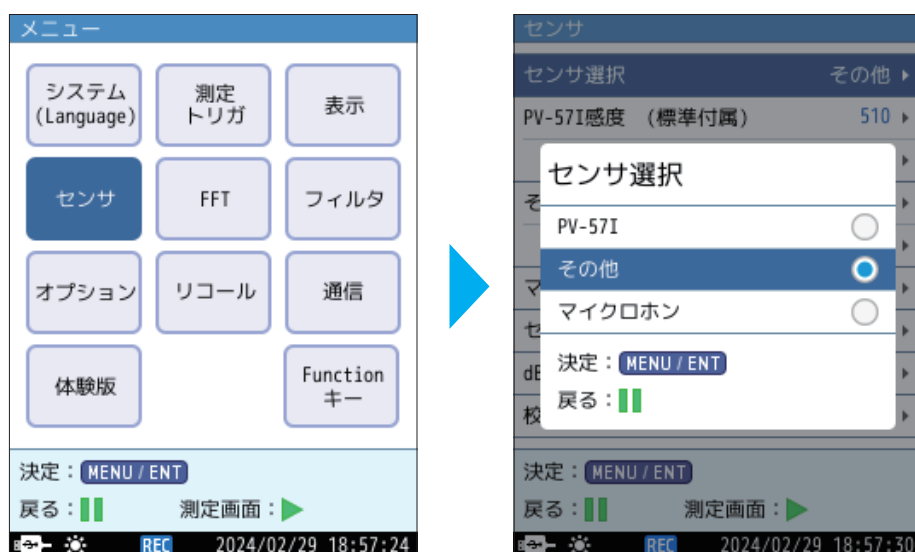 メニュー
システム
(Language)
測定
トリガ
表示
センサ
FFT
フィルタ
オプション
リコール
通信
体験版
Function
キー
決定：MENU / ENT
戻る： 測定画面：
REC 2024/02/29 18:57:24
センサ
センサ選択 その他
PV-57I感度 (標準付属) 510
そ
マ
セ
dB
校
センサ選択
PV-57I
その他
マイクロホン
決定：MENU / ENT
戻る：
決定：MENU / ENT
戻る： 測定画面：
REC 2024/02/29 18:57:30